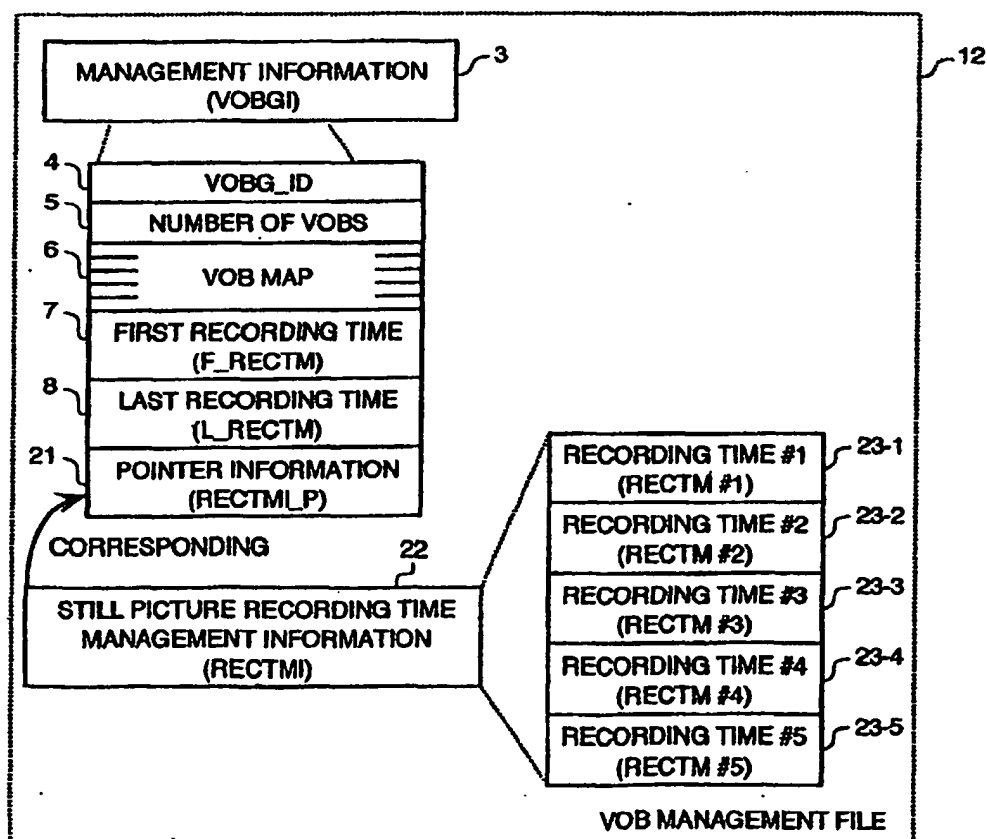 MANAGEMENT INFORMATION
(VOBGI)
3
12
4
VOBG_ID
5
NUMBER OF VOBS
6
VOB MAP
7
FIRST RECORDING TIME
(F_RECTM)
8
LAST RECORDING TIME
(L_RECTM)
21
POINTER INFORMATION
(RECTMI_P)
CORRESPONDING
22
STILL PICTURE RECORDING TIME
MANAGEMENT INFORMATION
(RECTMI)
RECORDING TIME #1
(RECTM #1)
23-1
RECORDING TIME #2
(RECTM #2)
23-2
RECORDING TIME #3
(RECTM #3)
23-3
RECORDING TIME #4
(RECTM #4)
23-4
RECORDING TIME #5
(RECTM #5)
23-5
VOB MANAGEMENT FILE